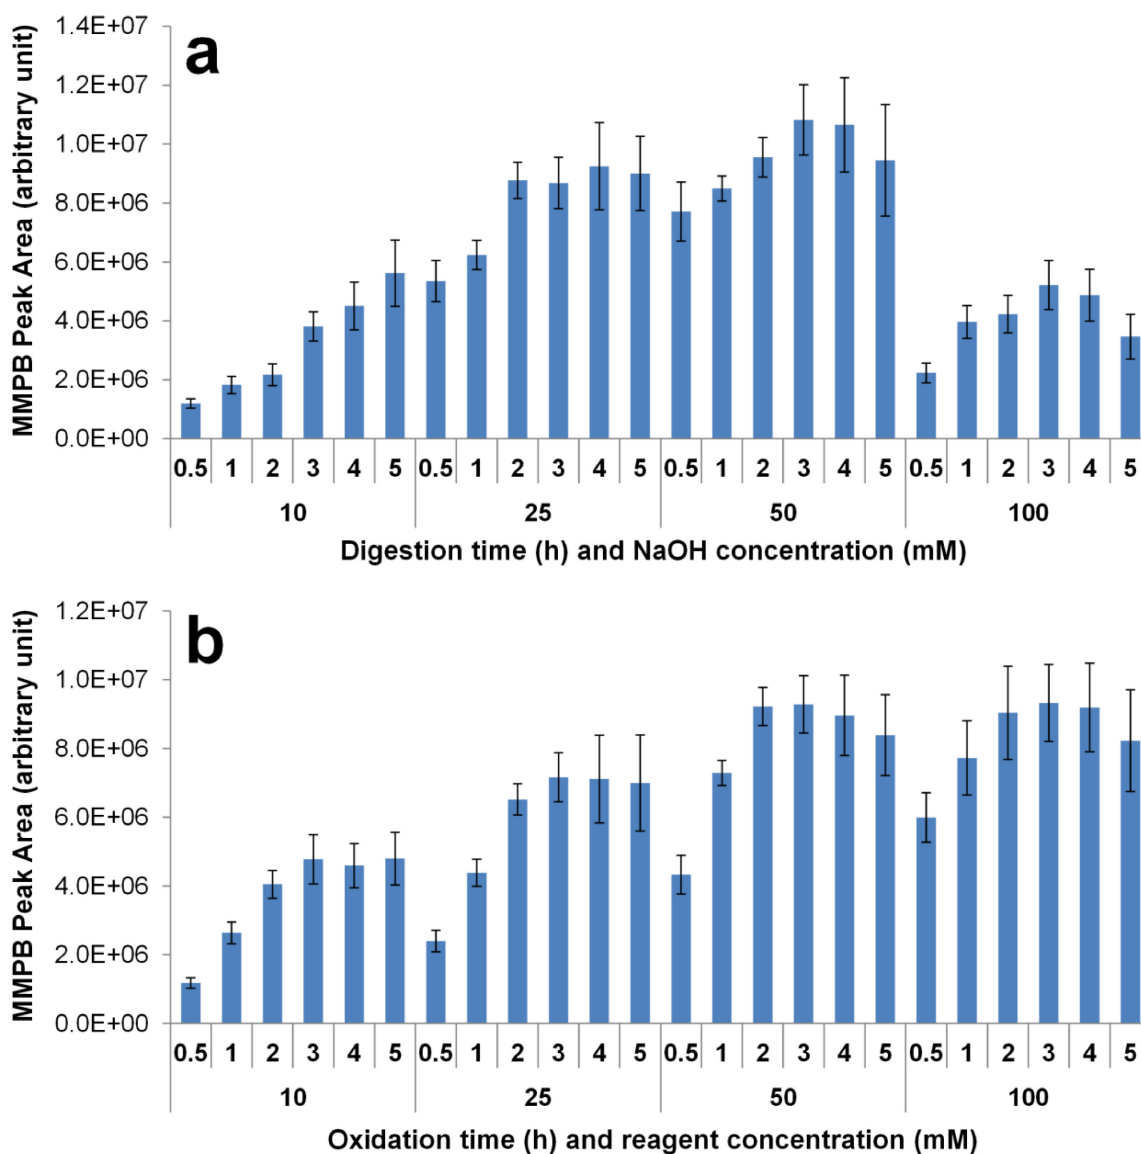 a
MMPB Peak Area (arbitrary unit)
1.4E+07
1.2E+07
1.0E+07
8.0E+06
6.0E+06
4.0E+06
2.0E+06
0.0E+00
0.5 1 2 3 4 5 0.5 1 2 3 4 5 0.5 1 2 3 4 5 0.5 1 2 3 4 5
10 25 50 100
Digestion time (h) and NaOH concentration (mM)
b
MMPB Peak Area (arbitrary unit)
1.2E+07
1.0E+07
8.0E+06
6.0E+06
4.0E+06
2.0E+06
0.0E+00
0.5 1 2 3 4 5 0.5 1 2 3 4 5 0.5 1 2 3 4 5 0.5 1 2 3 4 5
10 25 50 100
Oxidation time (h) and reagent concentration (mM)